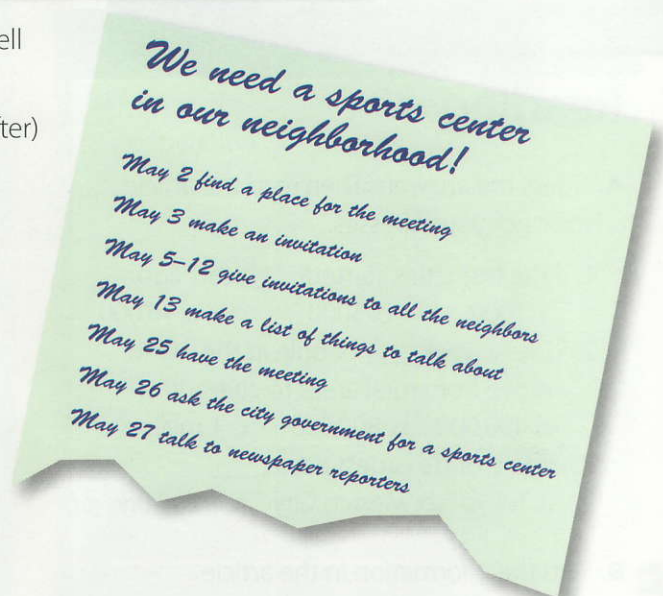 ell
ter)
We need a sports center
in our neighborhood!
May 2 find a place for the meeting
May 3 make an invitation
May 5–12 give invitations to all the neighbors
May 13 make a list of things to talk about
May 25 have the meeting
May 26 ask the city government for a sports center
May 27 talk to newspaper reporters